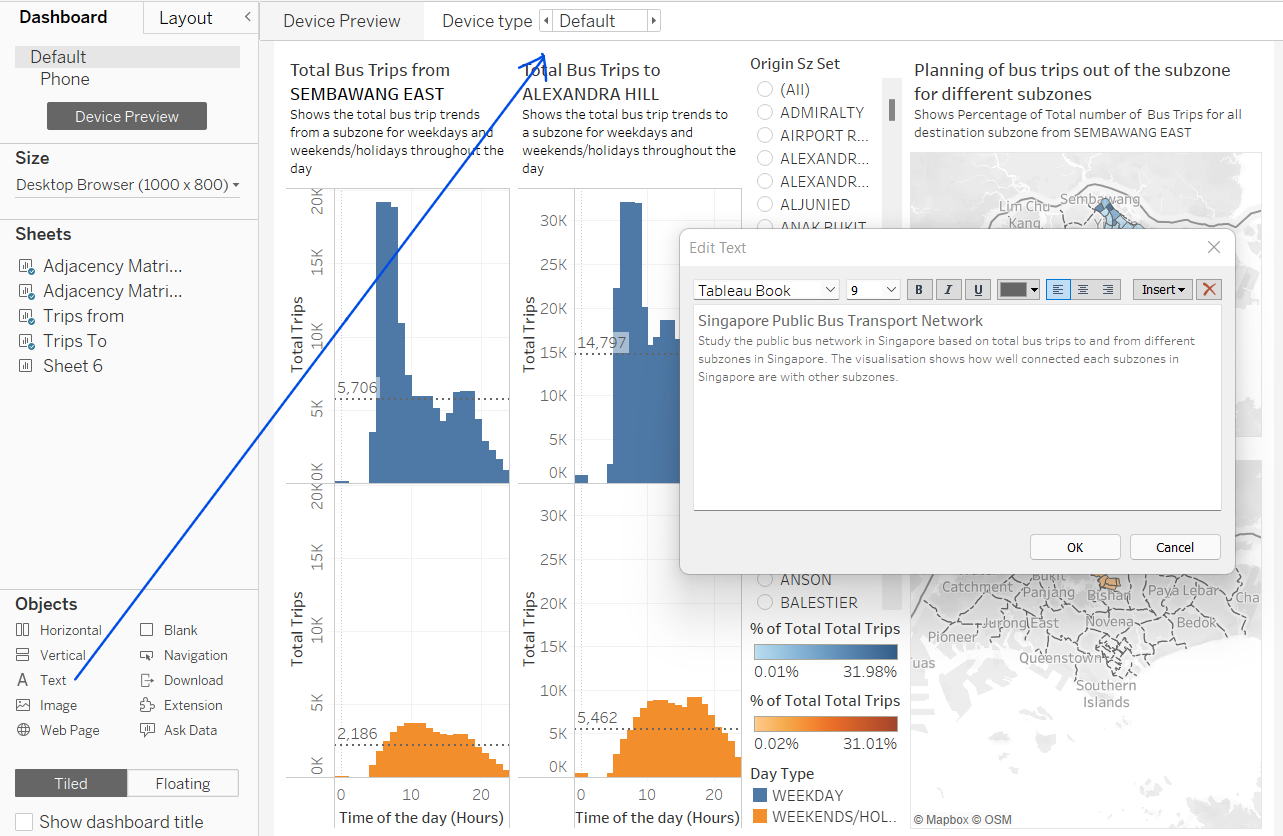 Dashboard
Layout
Default
Phone
Device Preview
Size
Desktop Browser (1000 x 800)
Sheets
Adjacency Matri...
Adjacency Matri...
Trips from
Trips To
Sheet 6
Objects
Horizontal
Blank
Vertical
Navigation
Text
Download
Image
Extension
Web Page
Ask Data
Tiled
Floating
Show dashboard title
Device Preview
Device type
Default
Total Bus Trips from
SEMBAWANG EAST
Shows the total bus trip trends
from a subzone for weekdays and
weekends/holidays throughout the
day
Total Trips
20K
15K
10K
5K
0K
5,706
Total Trips
20K
15K
10K
5K
0K
2,186
0
10
20
Time of the day (Hours)
Total Bus Trips to
ALEXANDRA HILL
Shows the total bus trip trends to
a subzone for weekdays and
weekends/holidays throughout the
day
Total Trips
30K
25K
20K
15K
10K
5K
0K
14,797
Total Trips
30K
25K
20K
15K
10K
5K
0K
5,462
0
10
20
Time of the day (Hours)
Origin Sz Set
(All)
ADMIRALTY
AIRPORT R...
ALEXANDR...
ALEXANDR...
ALJUNIED
ANAK BUKIT
ANSON
BALESTIER
% of Total Total Trips
0.01%
31.98%
% of Total Total Trips
0.02%
31.01%
Day Type
WEEKDAY
WEEKENDS/HOL..
Planning of bus trips out of the subzone
for different subzones
Shows Percentage of Total number of Bus Trips for all
destination subzone from SEMBAWANG EAST
Lim Chu
Kang
Sembawang
Edit Text
Tableau Book
9
B
I
U
Insert
Singapore Public Bus Transport Network
Study the public bus network in Singapore based on total bus trips to and from different
subzones in Singapore. The visualisation shows how well connected each subzones in
Singapore are with other subzones.
OK
Cancel
Catchment
Bukit
Panjang
Bishan
Paya Lebar
Jurong East
Novena
Bedok
Pioneer
Queenstown
Southern
Islands
© Mapbox © OSM